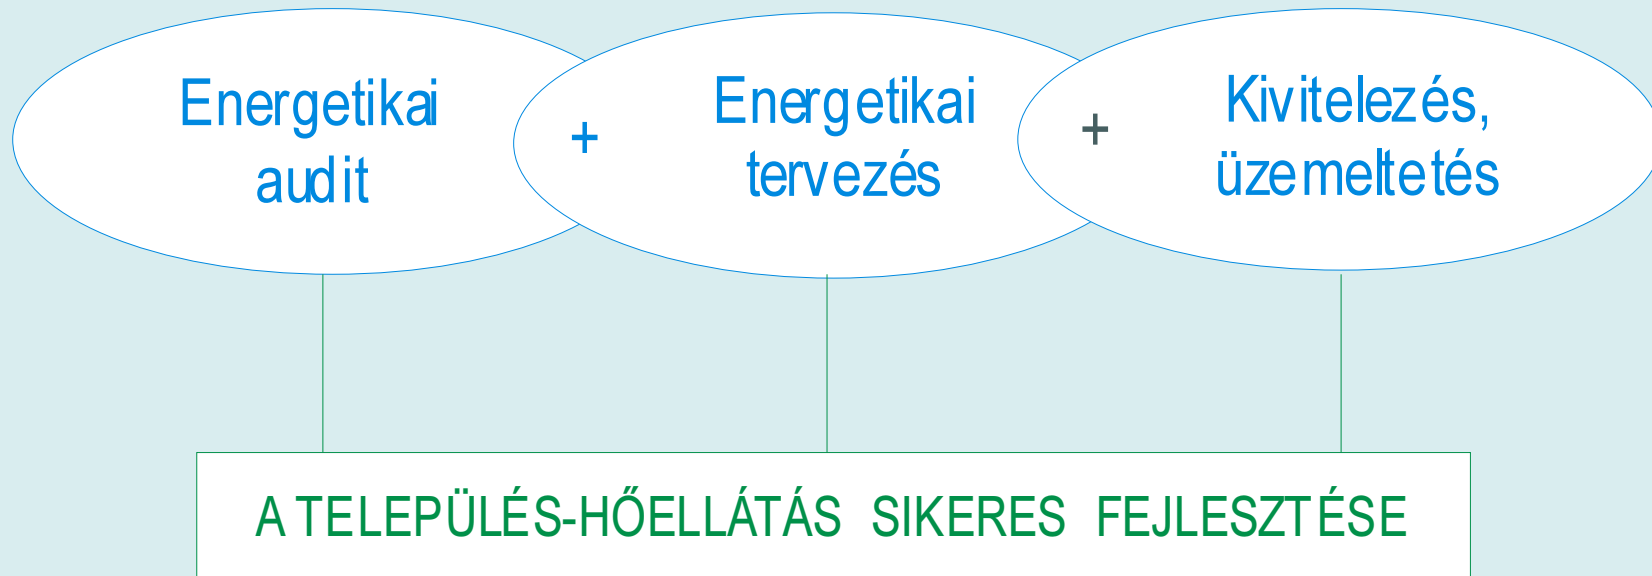 Energetikai
audit
+
Energetikai
tervezés
+
Kivitelezés,
üzemeltetés
A TELEPÜLÉS-HŐELLÁTÁS SIKERES FEJLESZTÉSE